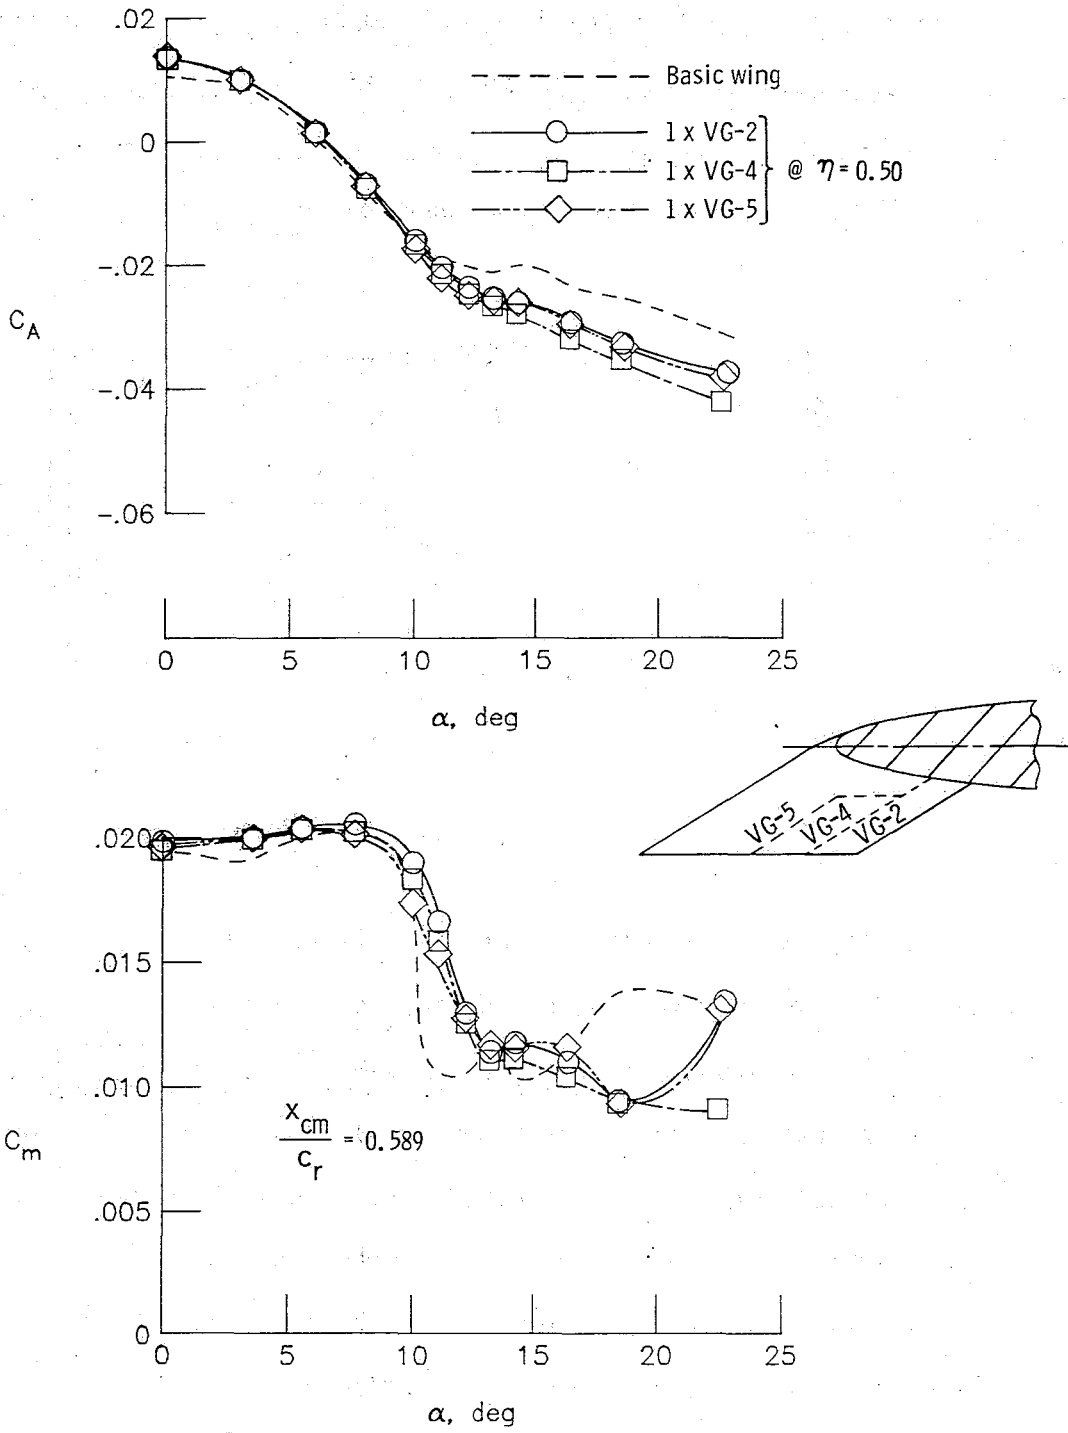 .02
0
-.02
-.04
-.06
C_A
Basic wing
1 x VG-2
1 x VG-4 @ η = 0.50
1 x VG-5
0 5 10 15 20 25
α, deg
VG-5
VG-4
VG-2
.020
.015
.010
.005
0
C_m
x_cm
c_r
= 0.589
0 5 10 15 20 25
α, deg